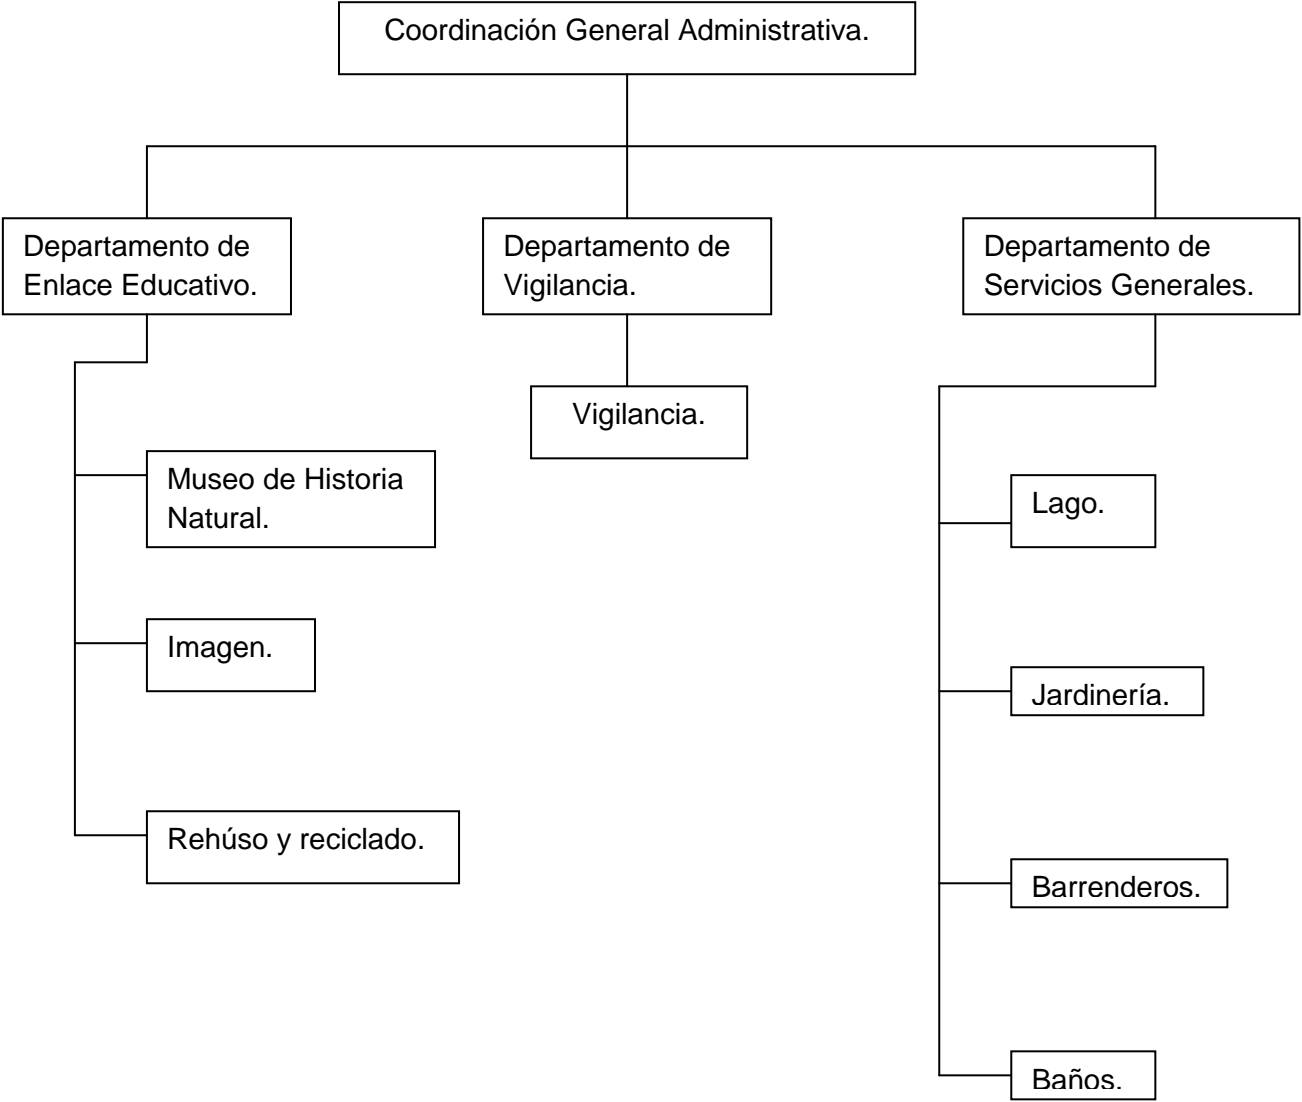 Coordinación General Administrativa.
Departamento de
Enlace Educativo.
Departamento de
Vigilancia.
Departamento de
Servicios Generales.
Vigilancia.
Museo de Historia
Natural.
Imagen.
Rehúso y reciclado.
Lago.
Jardinería.
Barrenderos.
Baños.